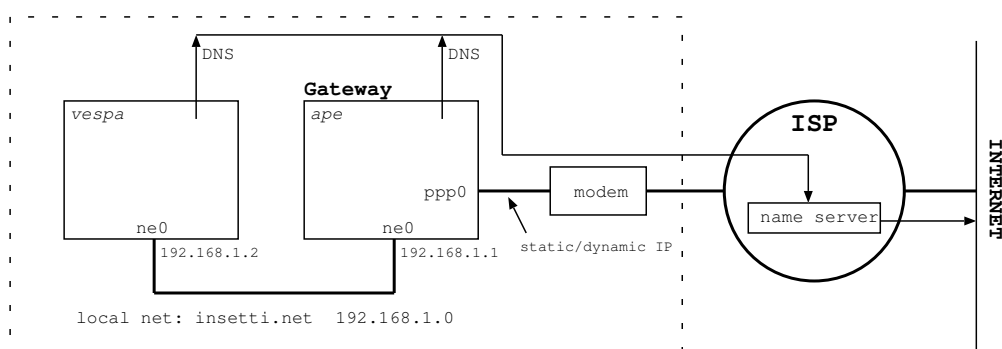 DNS
DNS
Gateway
vespa
ape
ISP
INTERNET
ppp0
modem
name server
ne0
ne0
static/dynamic IP
192.168.1.2
192.168.1.1
local net: insetti.net 192.168.1.0